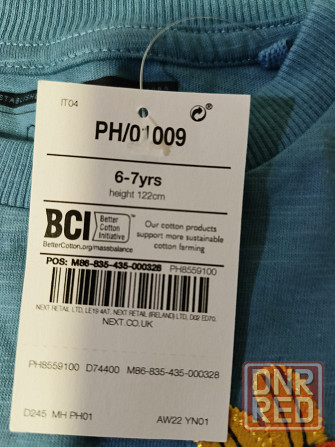 IT04
PH/01009
6-7yrs
height 122cm
BCI Better Cotton Initiative™
BetterCotton.org/massbalance
Our cotton products support more sustainable cotton farming
POS: M86-835-435-000328 PH8559100
NEXT RETAIL LTD, LE19 4AT. NEXT RETAIL (IRELAND) LTD, D02 ED70.
NEXT.CO.UK
PH8559100 D74400 M86-835-435-000328
D245 MH PH01 AW22 YN01
DNR
RED